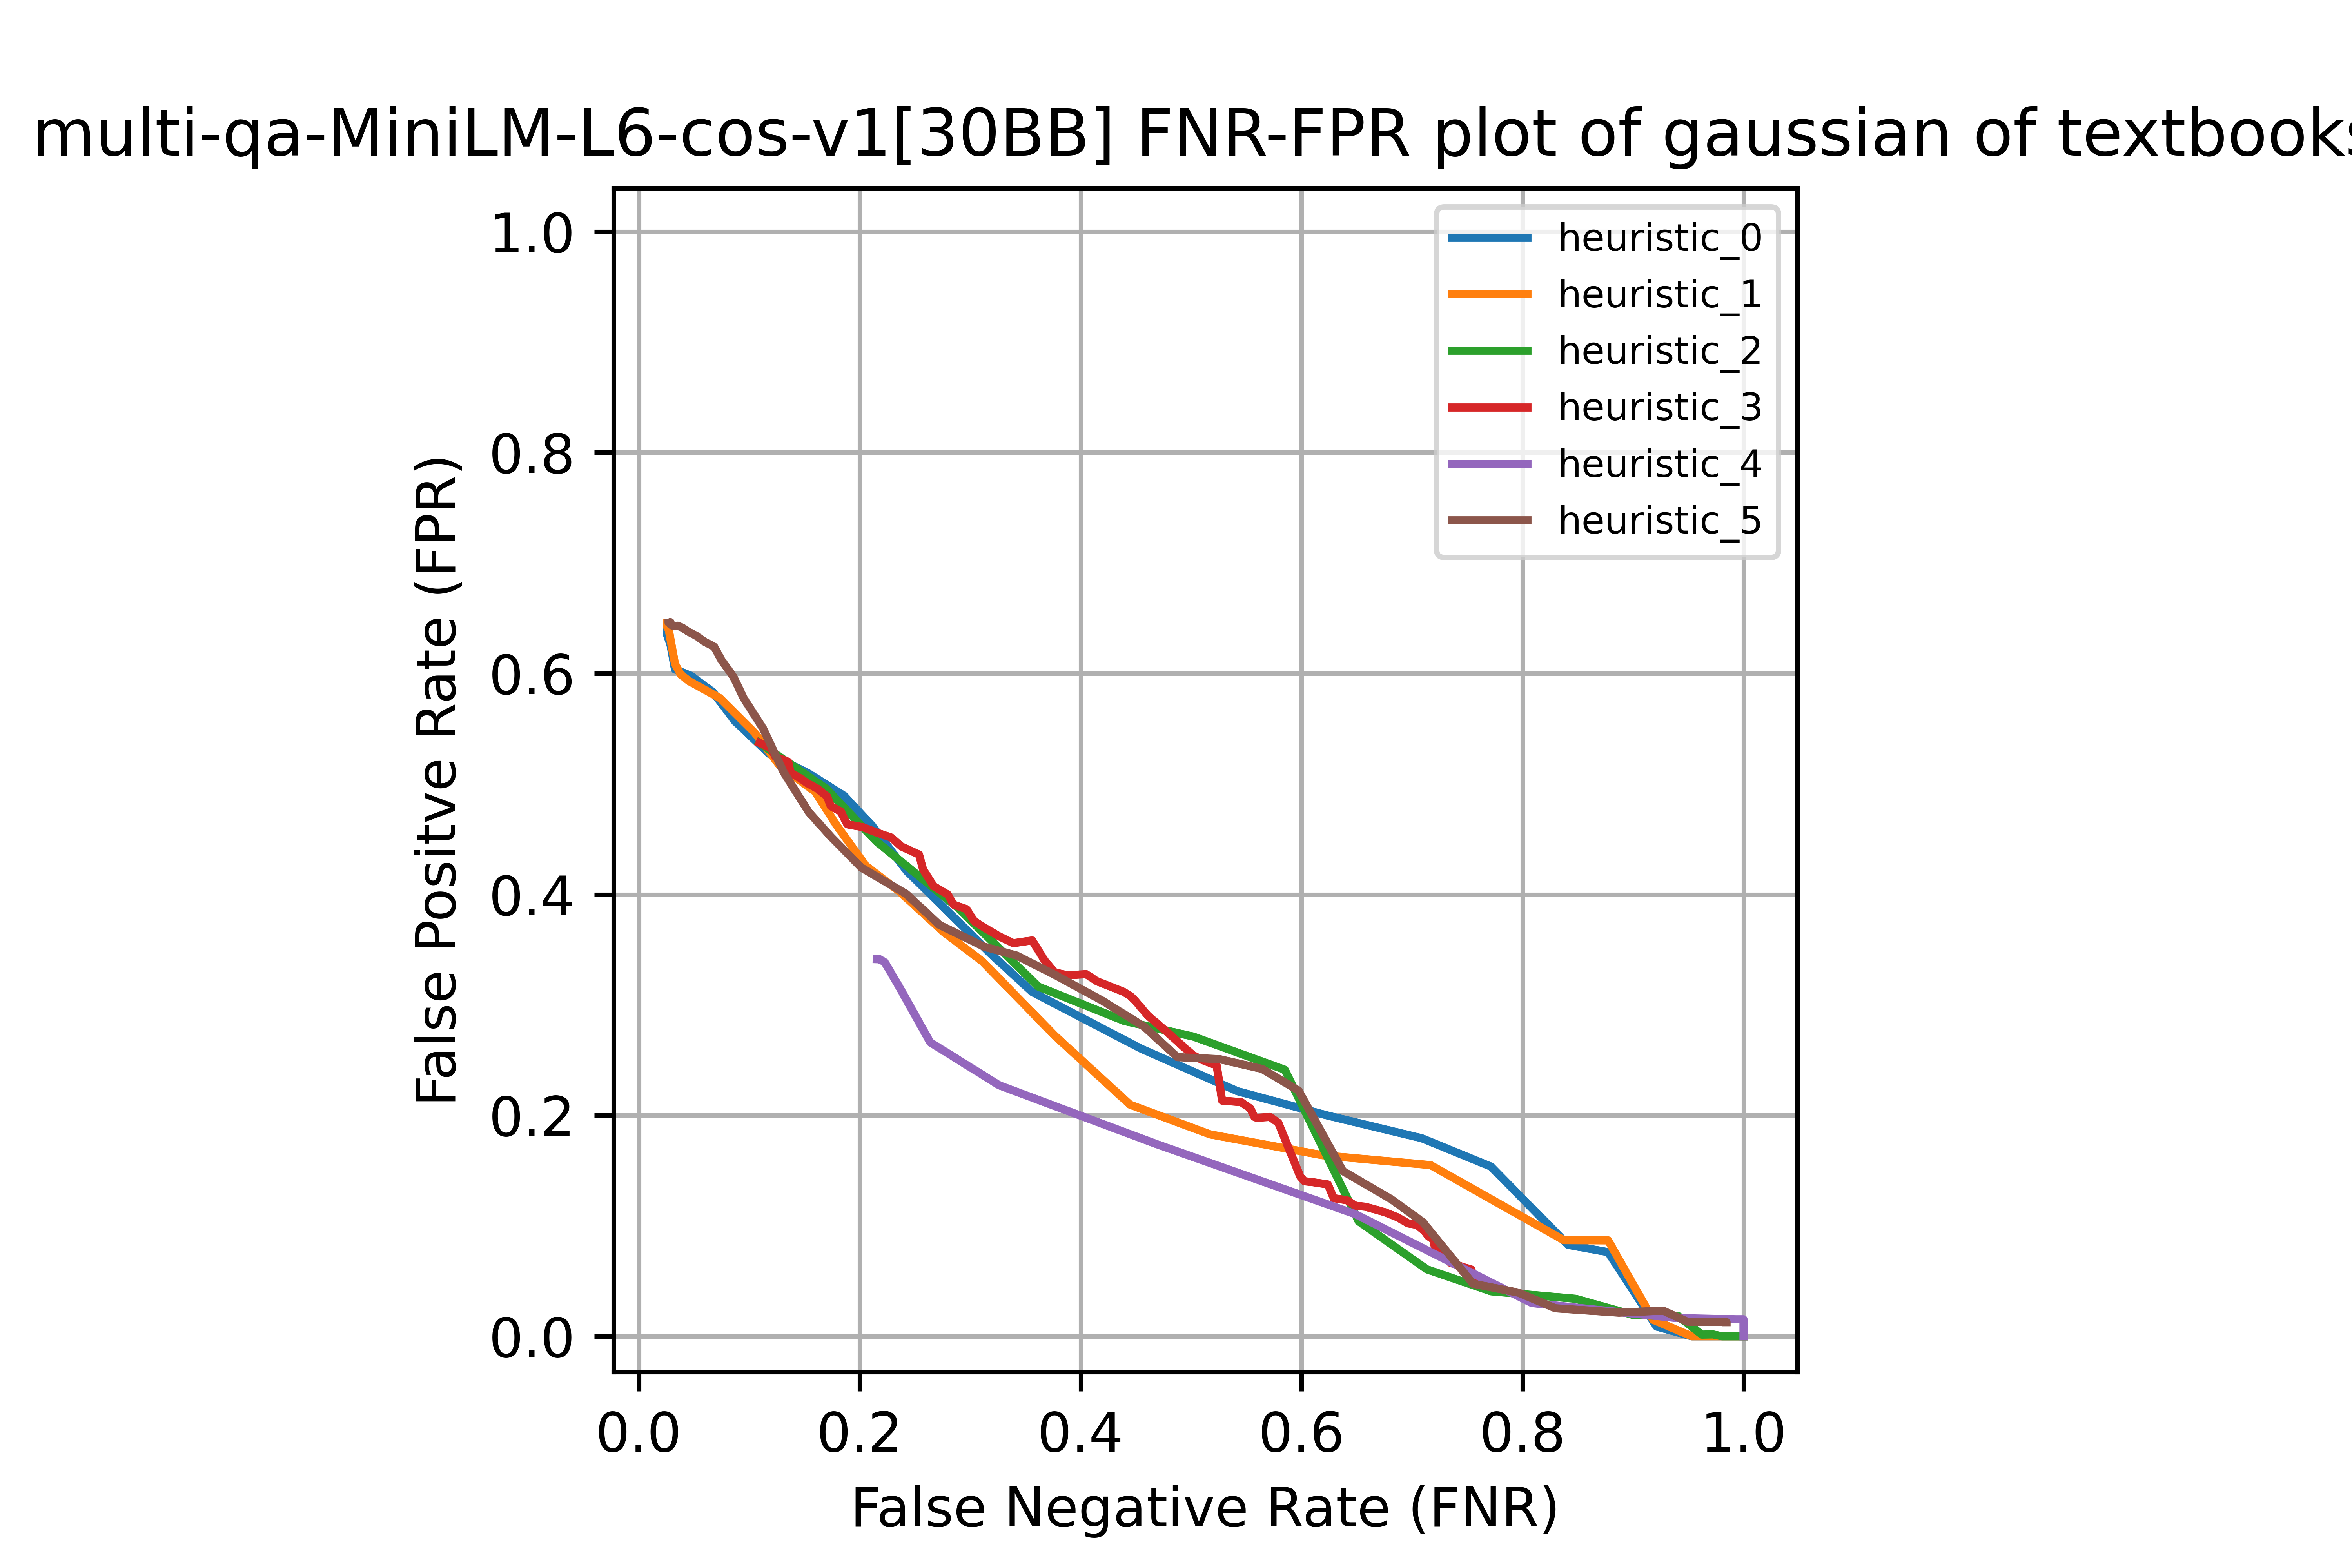 multi-qa-MiniLM-L6-cos-v1[30BB] FNR-FPR plot of gaussian of textbooks
heuristic_0
heuristic_1
heuristic_2
heuristic_3
heuristic_4
heuristic_5
False Positve Rate (FPR)
1.0
0.8
0.6
0.4
0.2
0.0
0.0 0.2 0.4 0.6 0.8 1.0
False Negative Rate (FNR)